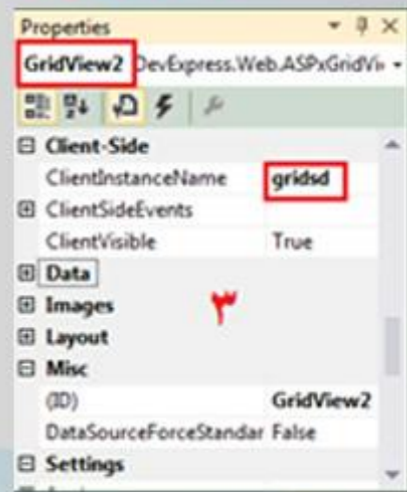 Properties
GridView2 DevExpress.Web.ASPxGridVi
Client-Side
ClientInstanceName gridsd
ClientSideEvents
ClientVisible True
Data
Images
۳
Layout
Misc
(ID) GridView2
DataSourceForceStandar False
Settings